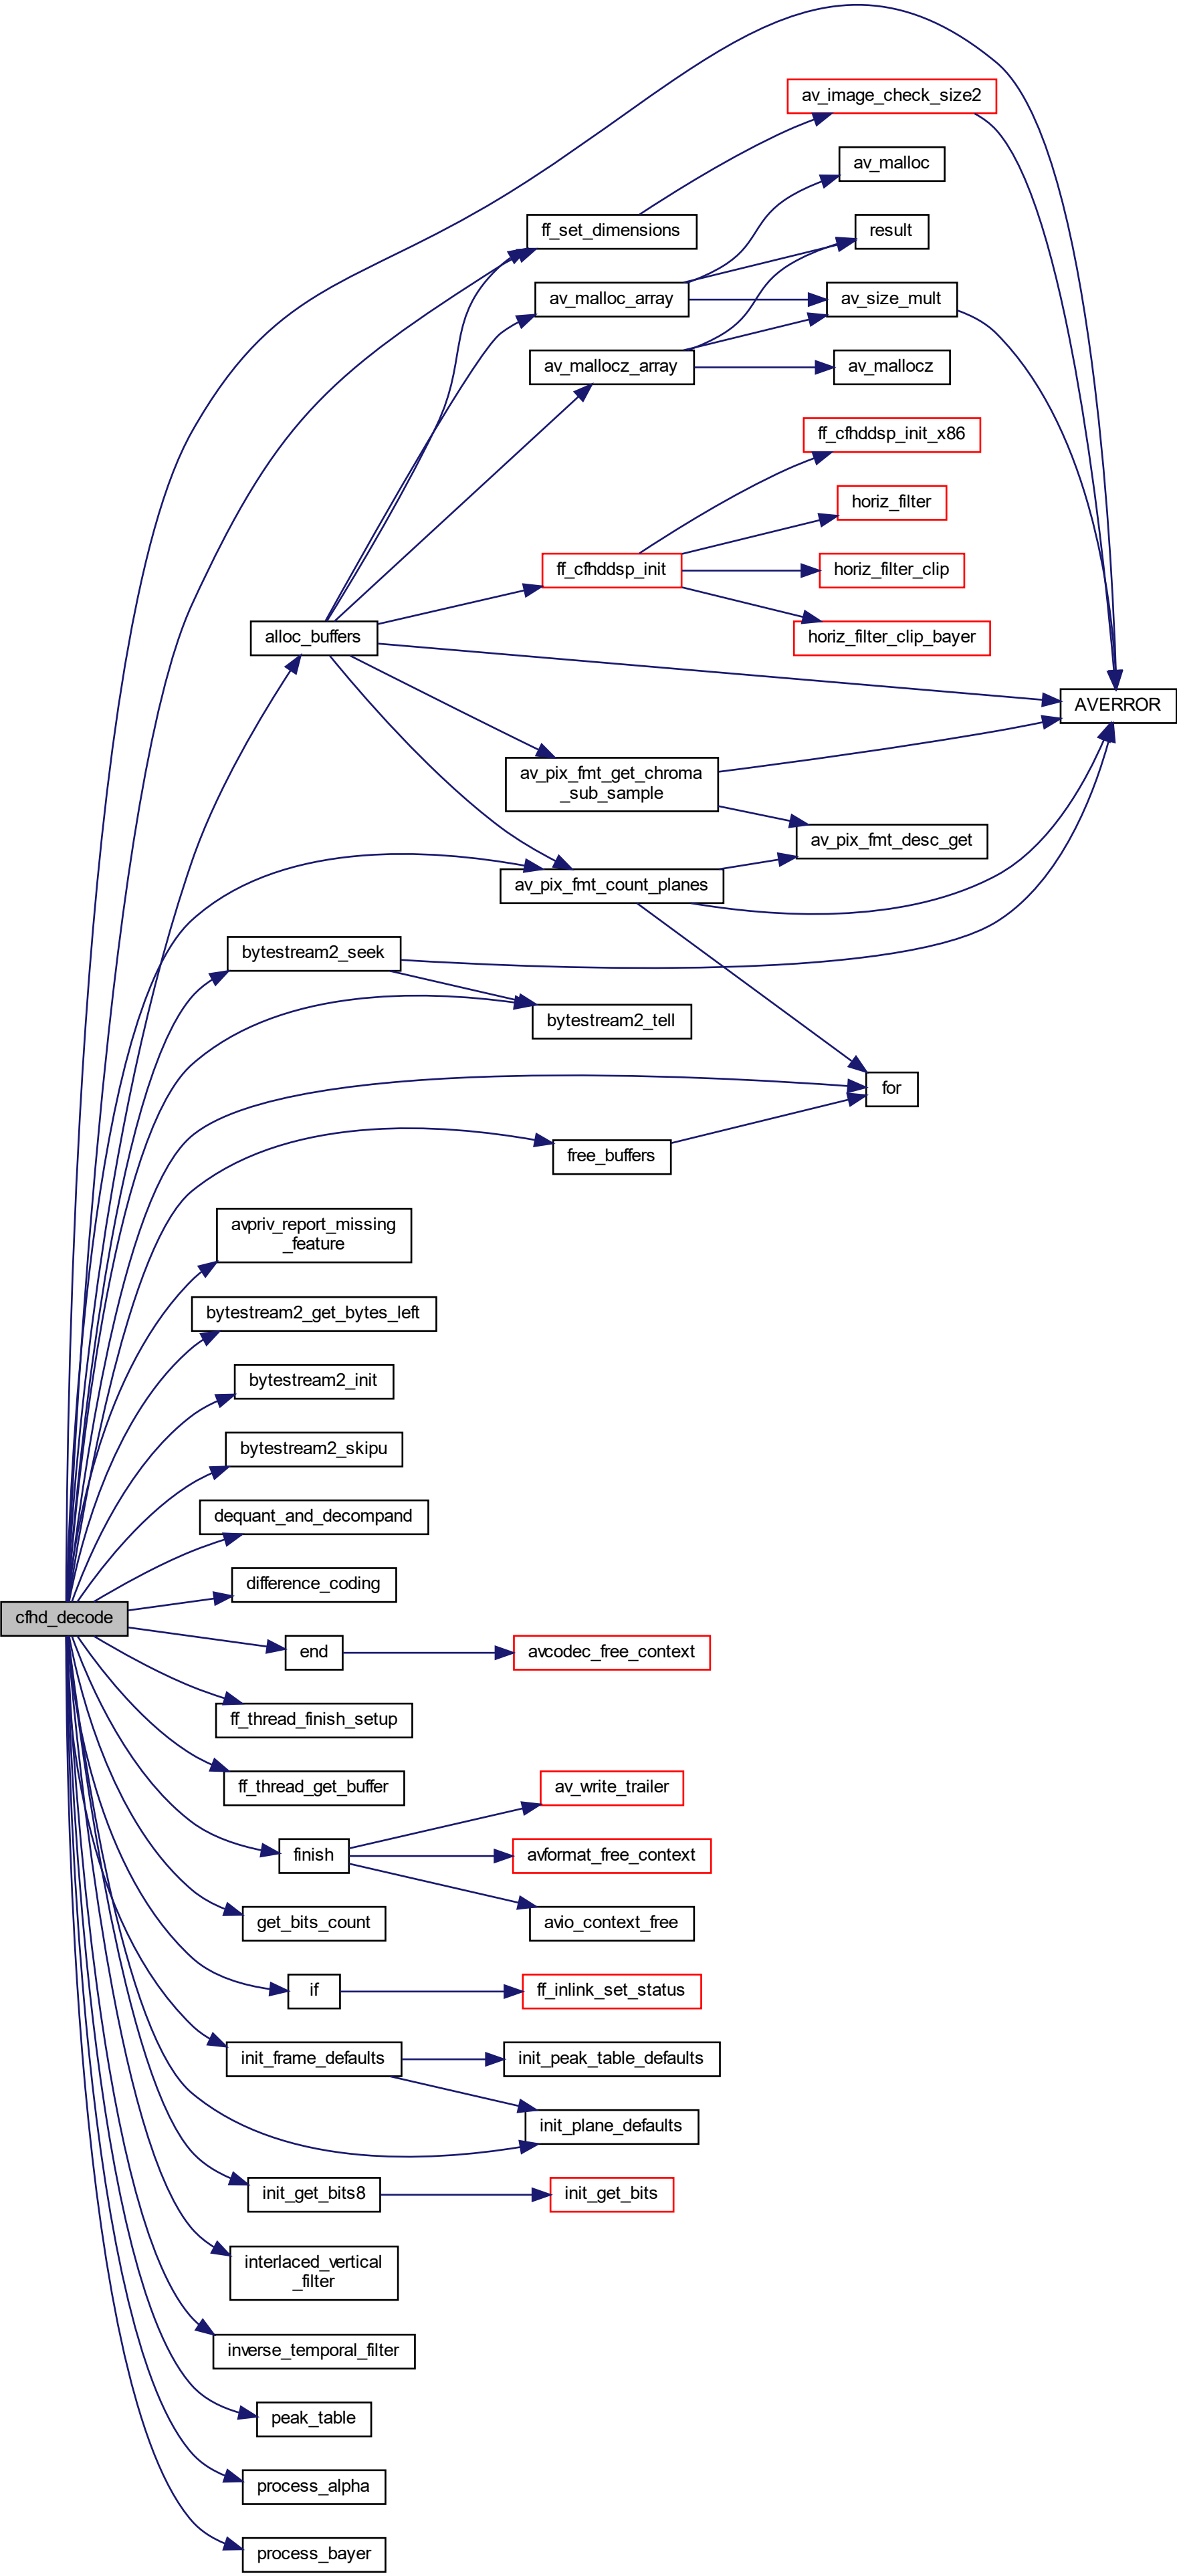 av_image_check_size2
av_malloc
ff_set_dimensions
result
av_malloc_array
av_size_mult
av_mallocz_array
av_mallocz
ff_cfhddsp_init_x86
horiz_filter
ff_cfhddsp_init
horiz_filter_clip
alloc_buffers
horiz_filter_clip_bayer
AVERROR
av_pix_fmt_get_chroma
_sub_sample
av_pix_fmt_desc_get
av_pix_fmt_count_planes
bytestream2_seek
bytestream2_tell
for
free_buffers
avpriv_report_missing
_feature
bytestream2_get_bytes_left
bytestream2_init
bytestream2_skipu
dequant_and_decompand
difference_coding
cfhd_decode
end
avcodec_free_context
ff_thread_finish_setup
ff_thread_get_buffer
av_write_trailer
finish
avformat_free_context
avio_context_free
get_bits_count
if
ff_inlink_set_status
init_frame_defaults
init_peak_table_defaults
init_plane_defaults
init_get_bits8
init_get_bits
interlaced_vertical
_filter
inverse_temporal_filter
peak_table
process_alpha
process_bayer